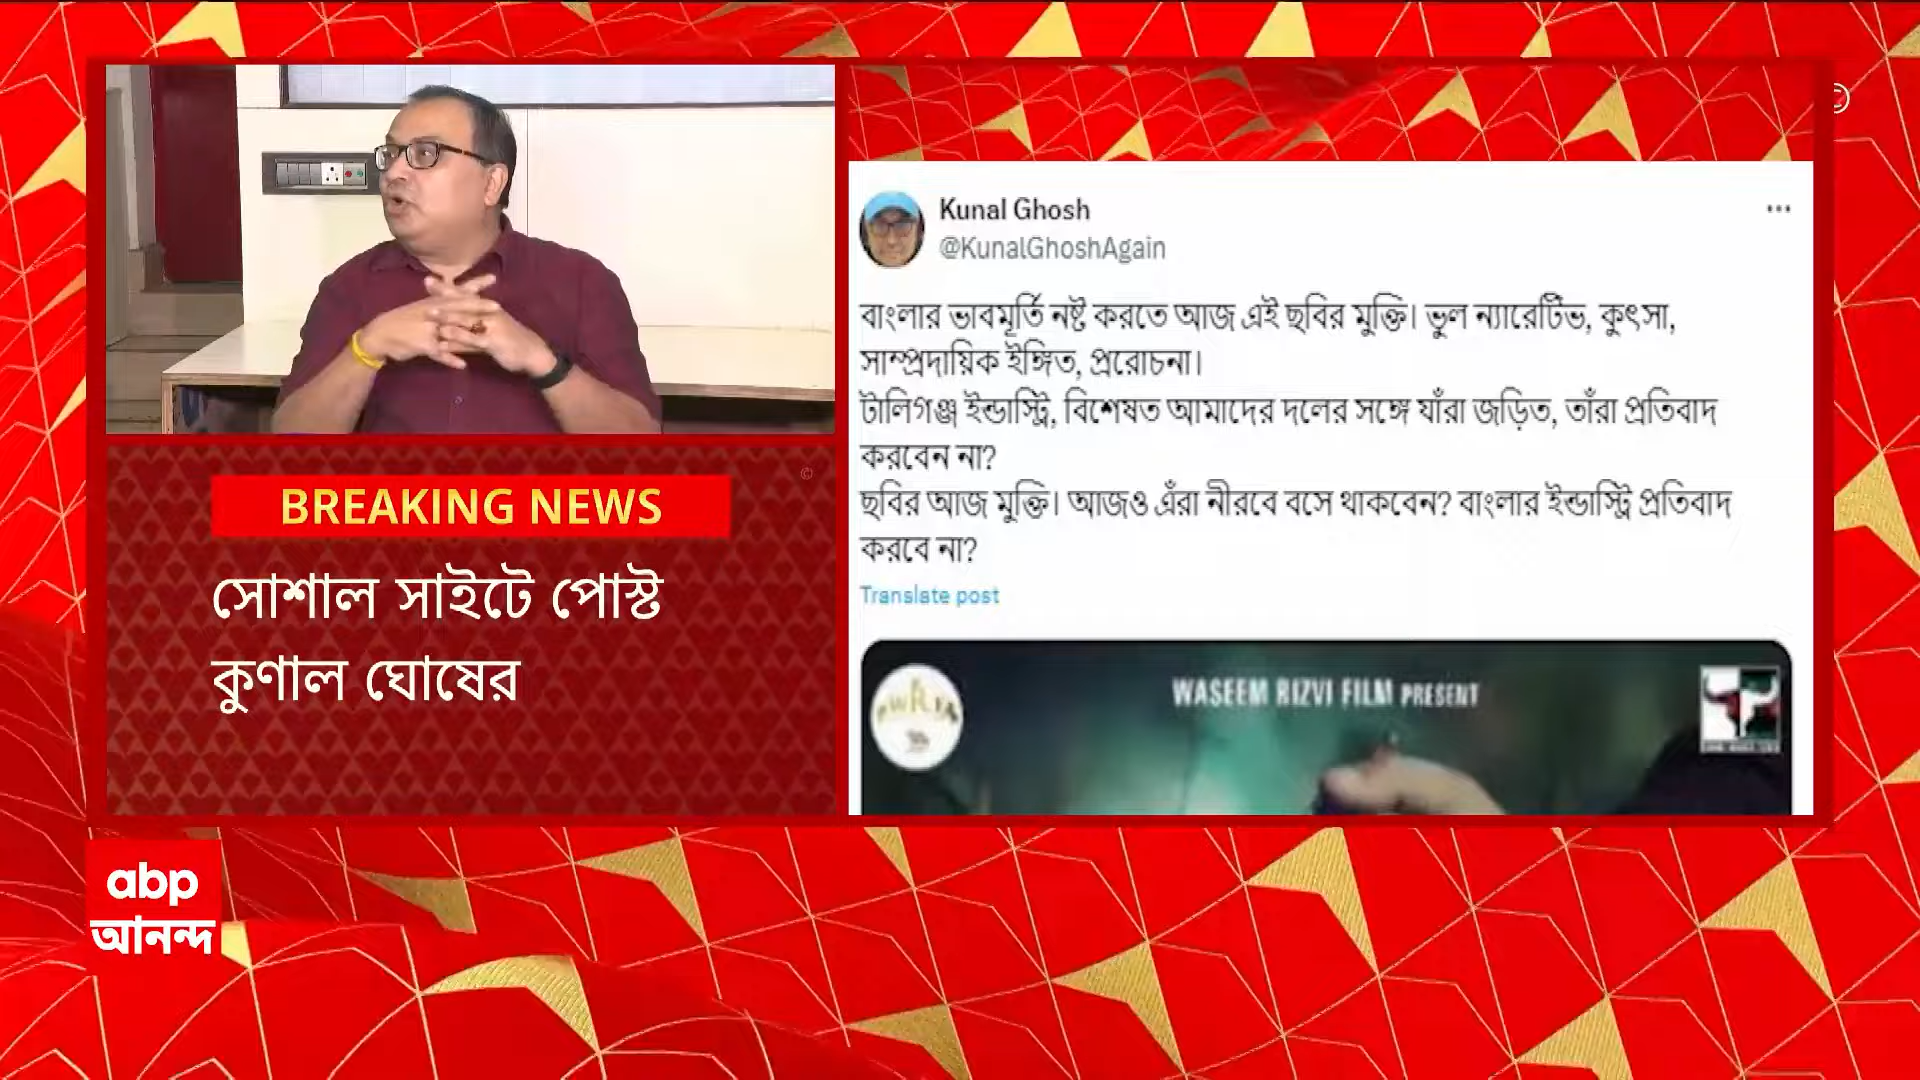 BREAKING NEWS
সোশাল সাইটে পোস্ট
কুণাল ঘোষের
abp
আনন্দ
Kunal Ghosh
@KunalGhoshAgain
বাংলার ভাবমূর্তি নষ্ট করতে আজ এই ছবির মুক্তি। ভুল ন্যারেটিভ, কুৎসা,
সাম্প্রদায়িক ইঙ্গিত, প্ররোচনা।
টালিগঞ্জ ইন্ডাস্ট্রি, বিশেষত আমাদের দলের সঙ্গে যাঁরা জড়িত, তাঁরা প্রতিবাদ
করবেন না?
ছবির আজ মুক্তি। আজও এঁরা নীরবে বসে থাকবেন? বাংলার ইন্ডাস্ট্রি প্রতিবাদ
করবে না?
Translate post
WASEEM RIZVI FILM PRESENT